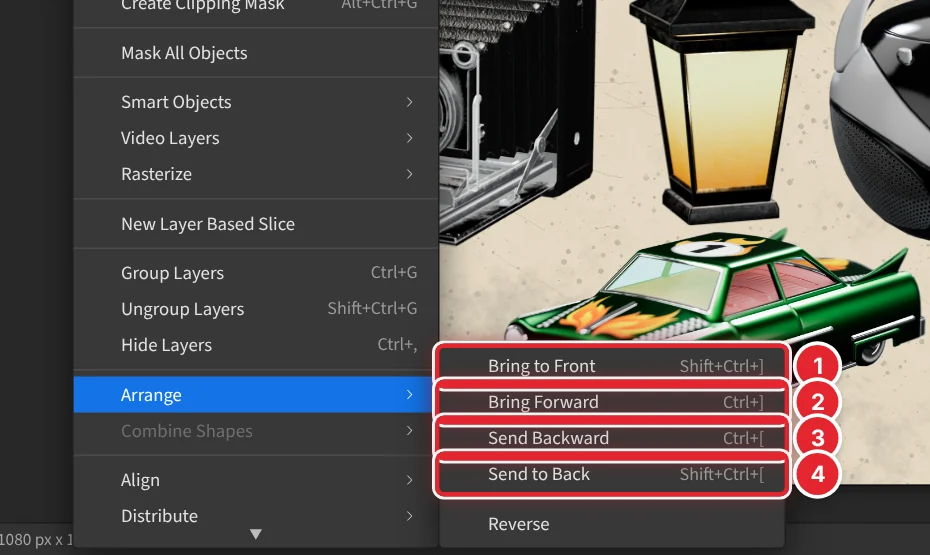 Create Clipping Mask Alt+Ctrl+G
Mask All Objects
Smart Objects
Video Layers
Rasterize
New Layer Based Slice
Group Layers Ctrl+G
Ungroup Layers Shift+Ctrl+G
Hide Layers Ctrl+,
Arrange
Combine Shapes
Align
Distribute
Bring to Front Shift+Ctrl+] 1
Bring Forward Ctrl+] 2
Send Backward Ctrl+[ 3
Send to Back Shift+Ctrl+[ 4
Reverse
1
1080 px x 1